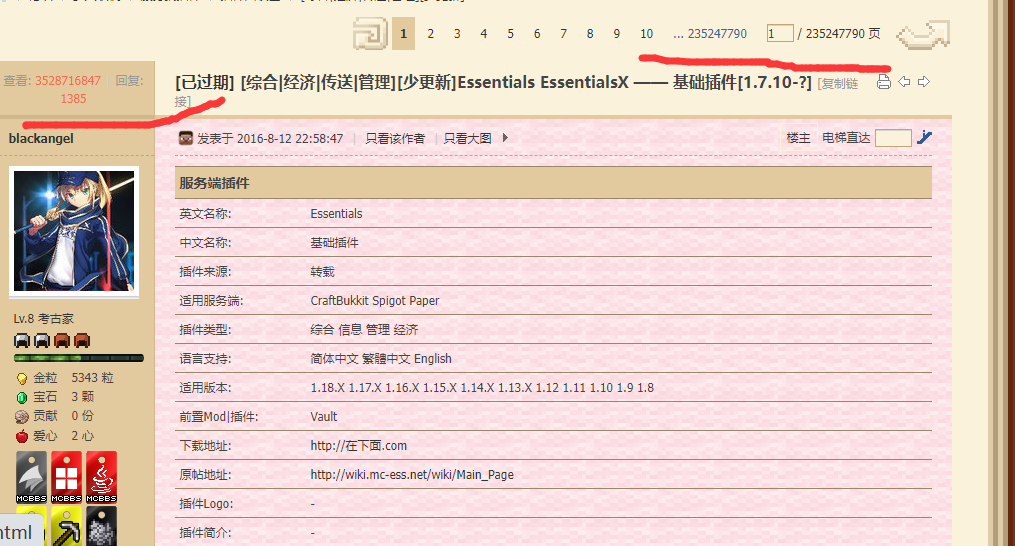 1 2 3 4 5 6 7 8 9 10 ... 235247790 1 / 235247790 页
查看: 3528716847 回复: 1385
[已过期] [综合|经济|传送|管理][少更新]Essentials EssentialsX —— 基础插件[1.7.10-?] [复制链接]
blackangel
发表于 2016-8-12 22:58:47 | 只看该作者 | 只看大图
楼主 电梯直达
Lv.8 考古家
金粒 5343 粒
宝石 3 颗
贡献 0 份
爱心 2 心
MCBBS MCBBS MCBBS
html
服务端插件
英文名称: Essentials
中文名称: 基础插件
插件来源: 转载
适用服务端: CraftBukkit Spigot Paper
插件类型: 综合 信息 管理 经济
语言支持: 简体中文 繁體中文 English
适用版本: 1.18.X 1.17.X 1.16.X 1.15.X 1.14.X 1.13.X 1.12 1.11 1.10 1.9 1.8
前置Mod|插件: Vault
下载地址: http://在下面.com
原帖地址: http://wiki.mc-ess.net/wiki/Main_Page
插件Logo: -
插件简介: -